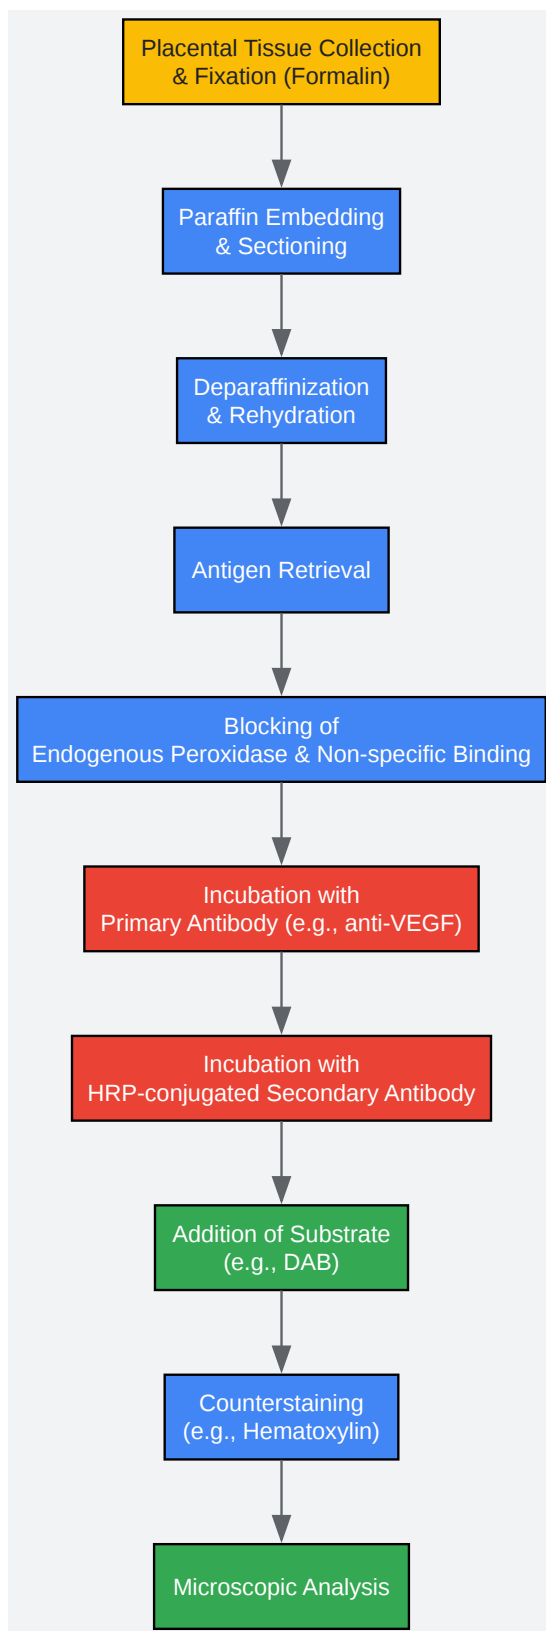 Placental Tissue Collection
& Fixation (Formalin)
Paraffin Embedding
& Sectioning
Deparaffinization
& Rehydration
Antigen Retrieval
Blocking of
Endogenous Peroxidase & Non-specific Binding
Incubation with
Primary Antibody (e.g., anti-VEGF)
Incubation with
HRP-conjugated Secondary Antibody
Addition of Substrate
(e.g., DAB)
Counterstaining
(e.g., Hematoxylin)
Microscopic Analysis